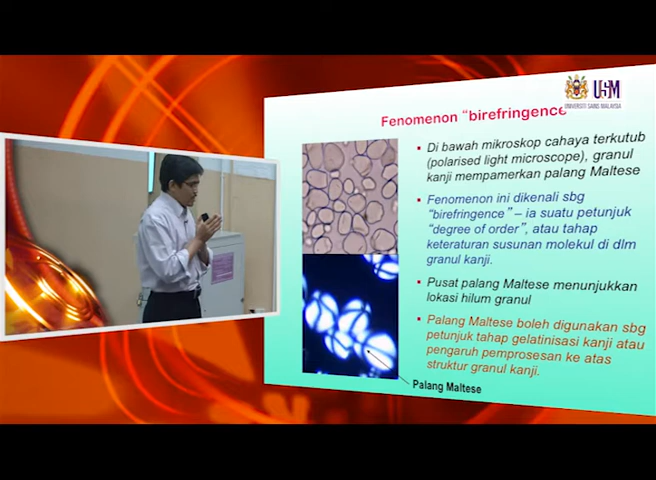 USM
UNIVERSITI SAINS MALAYSIA
Fenomenon "birefringence
Di bawah mikroskop cahaya terkutub
(polarised light microscope), granul
kanji mempamerkan palang Maltese
Fenomenon ini dikenali sbg
"birefringence" – ia suatu petunjuk
"degree of order", atau tahap
keteraturan susunan molekul di dlm
granul kanji.
Pusat palang Maltese menunjukkan
lokasi hilum granul
Palang Maltese boleh digunakan sbg
petunjuk tahap gelatinisasi kanji atau
pengaruh pemprosesan ke atas
struktur granul kanji.
Palang Maltese